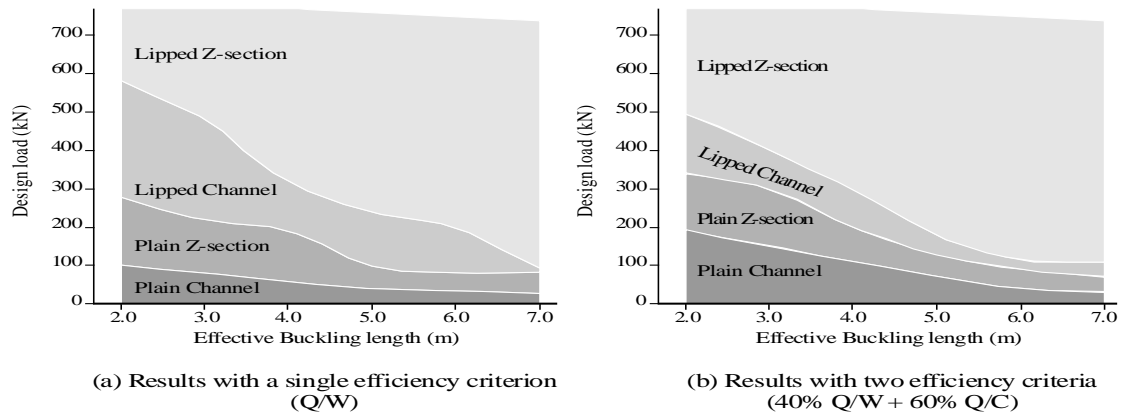 Design load (kN)
700
600
500
400
300
200
100
0
Lipped Z-section
Lipped Channel
Plain Z-section
Plain Channel
2.0 3.0 4.0 5.0 6.0 7.0
Effective Buckling length (m)
(a) Results with a single efficiency criterion
(Q/W)
Design load (kN)
700
600
500
400
300
200
100
0
Lipped Z-section
Lipped Channel
Plain Z-section
Plain Channel
2.0 3.0 4.0 5.0 6.0 7.0
Effective Buckling length (m)
(b) Results with two efficiency criteria
(40% Q/W + 60% Q/C)